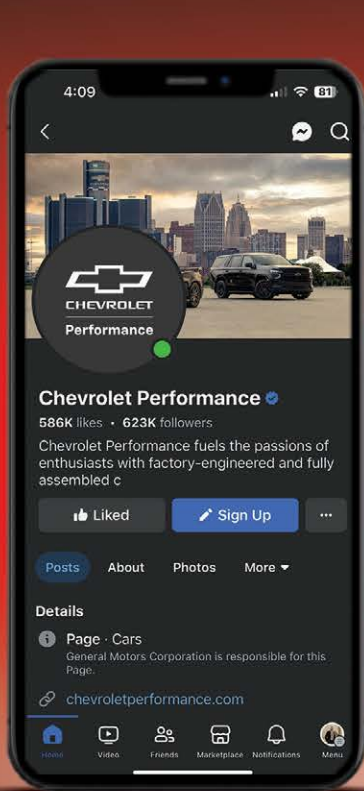 4:09
81
CHEVROLET
Performance
Chevrolet Performance
586K likes • 623K followers
Chevrolet Performance fuels the passions of
enthusiasts with factory-engineered and fully
assembled c
Liked
Sign Up
Posts
About
Photos
More
Details
Page · Cars
General Motors Corporation is responsible for this
Page.
chevroletperformance.com
Home
Video
Friends
Marketplace
Notifications
Menu